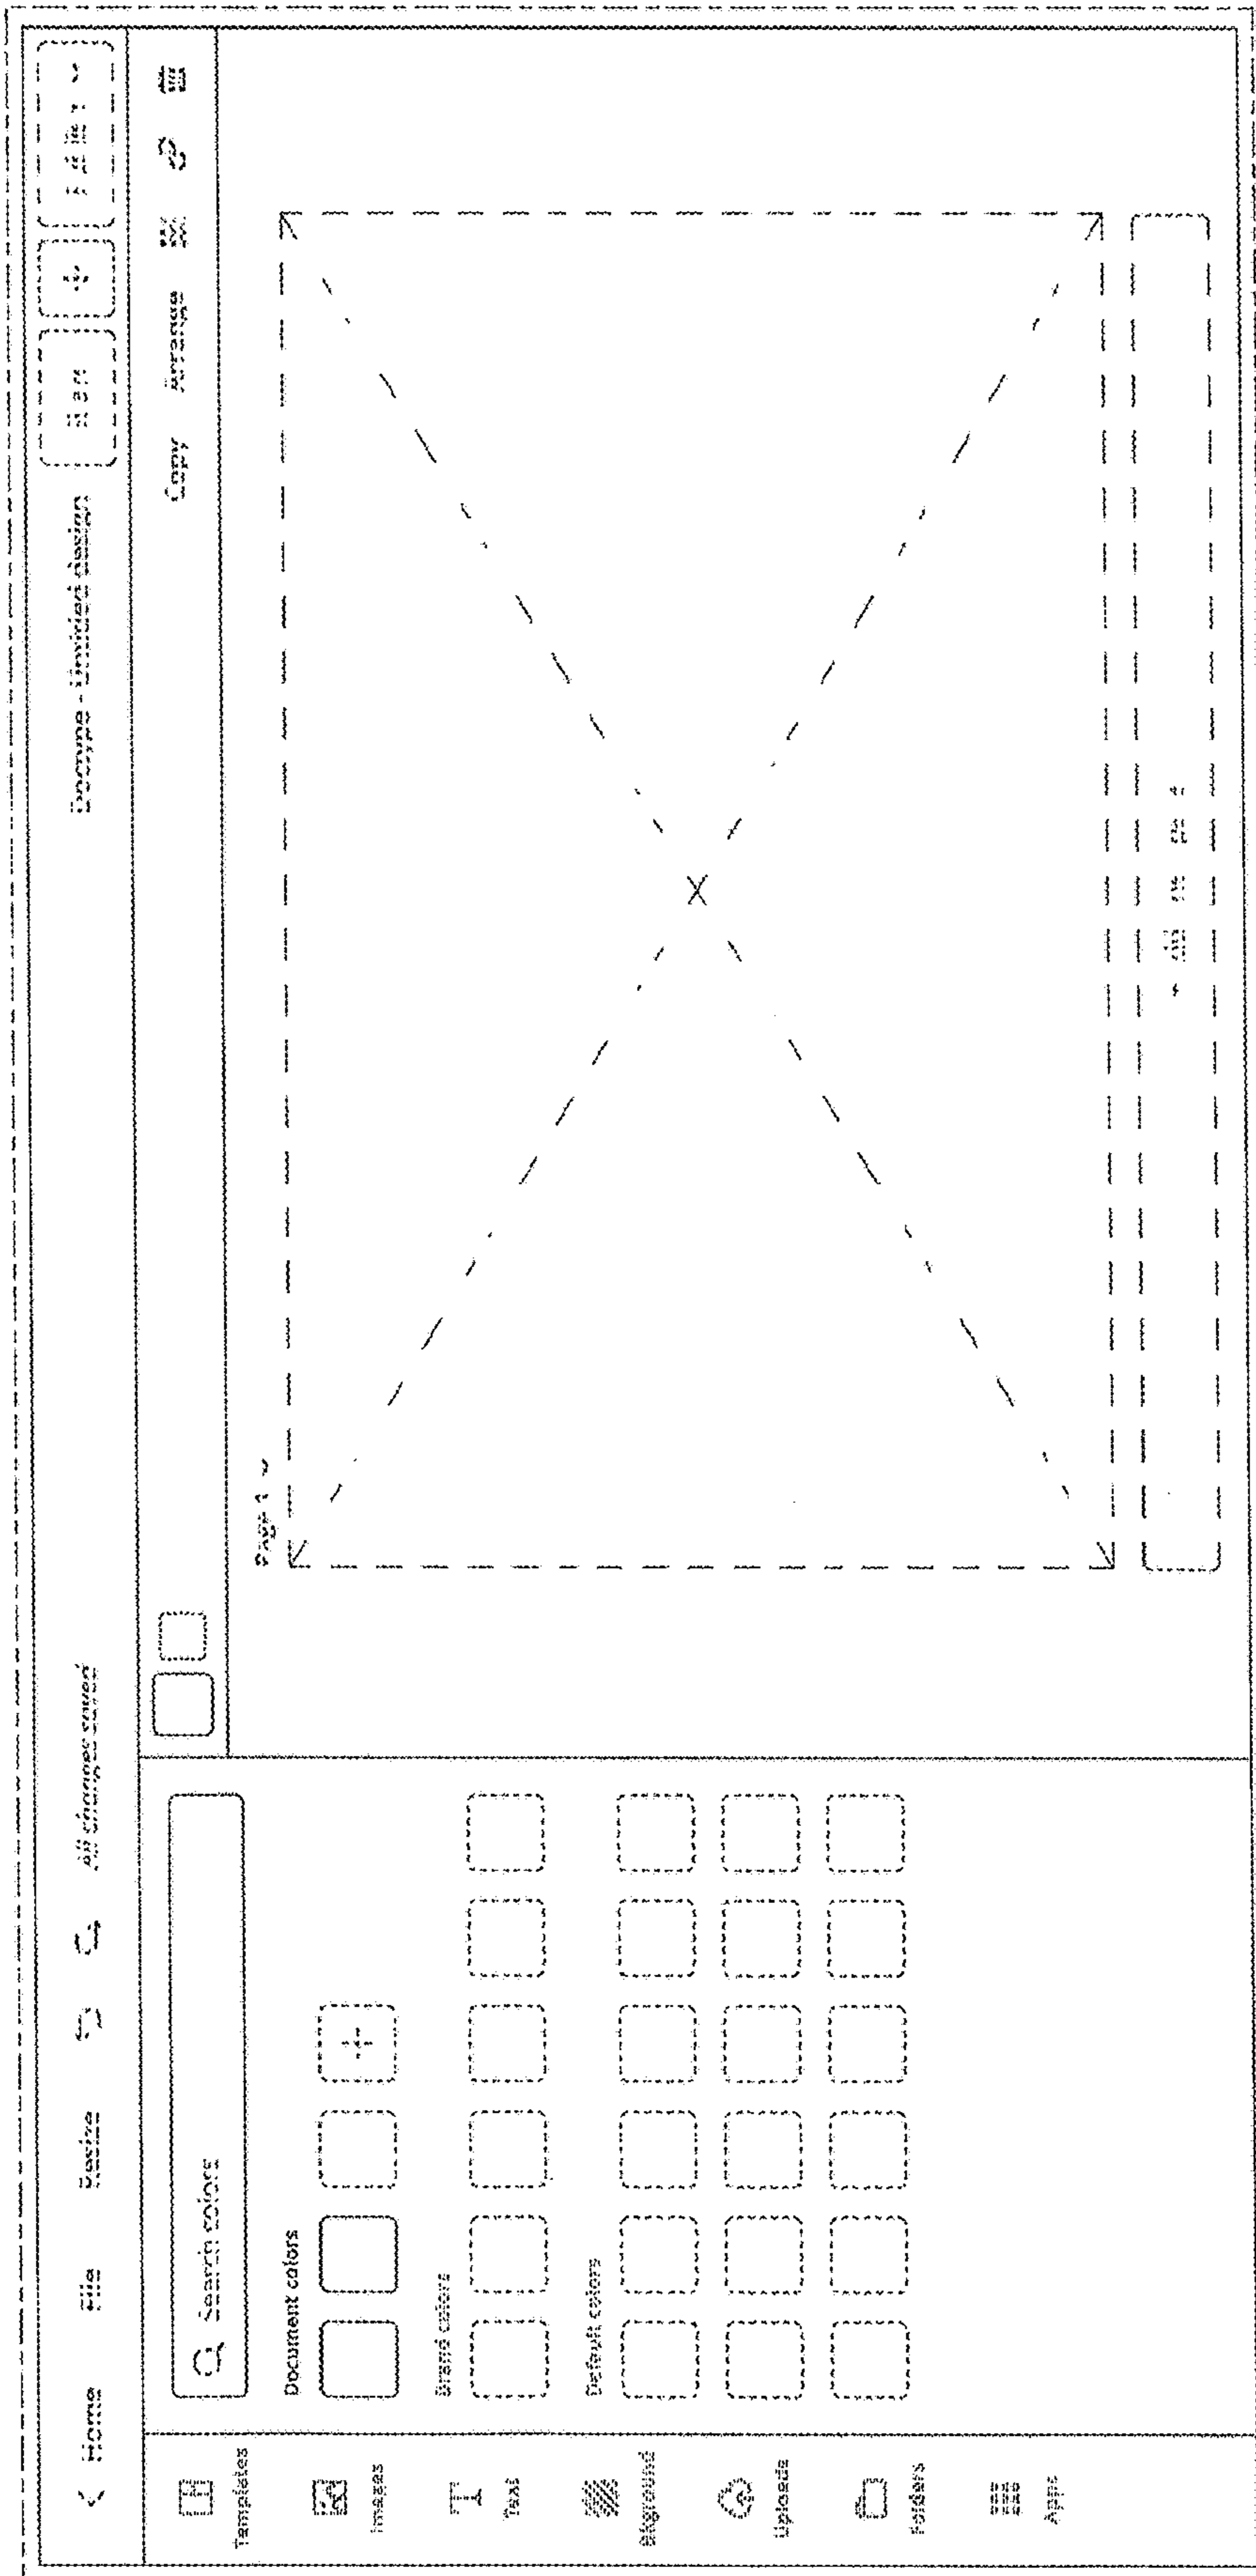 Home File Resize All changes saved Doctype - Untitled design
Copy Arrange
Templates
Images
Text
Bkground
Uploads
Folders
Apps
Search colors
Document colors
Brand colors
Default colors
Page 1